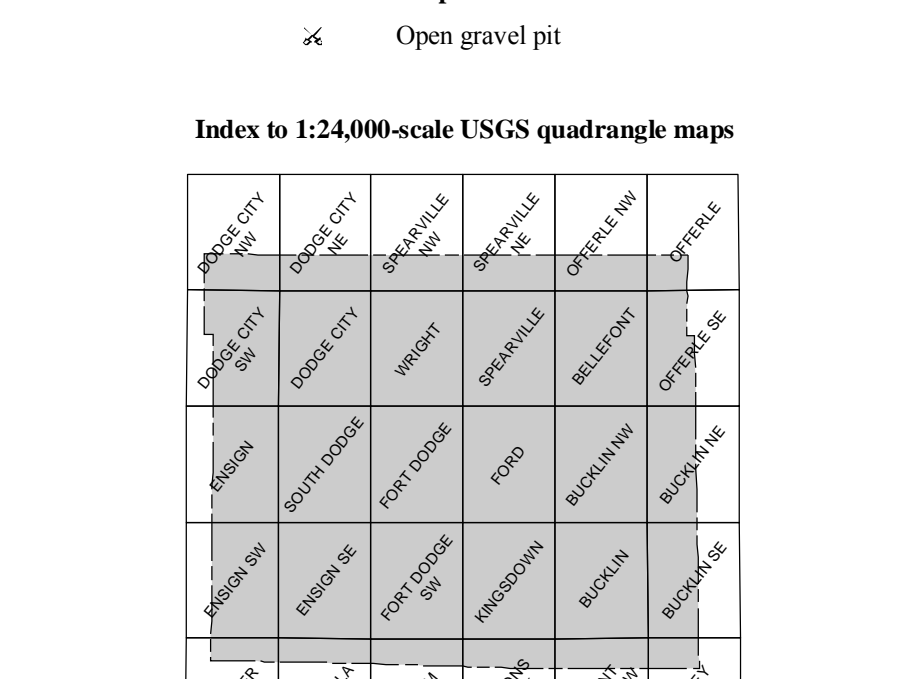 Open gravel pit
Index to 1:24,000-scale USGS quadrangle maps
DODGE CITY
NW
DODGE CITY
NE
SPEARVILLE
NW
SPEARVILLE
NE
OFFERLE NW
OFFERLE
DODGE CITY
SW
DODGE CITY
WRIGHT
SPEARVILLE
BELLEFONT
OFFERLE SE
ENSIGN
SOUTH DODGE
FORT DODGE
FORD
BUCKLIN NW
BUCKLIN NE
ENSIGN SW
ENSIGN SE
FORT DODGE
SW
KINGSDOWN
BUCKLIN
BUCKLIN SE